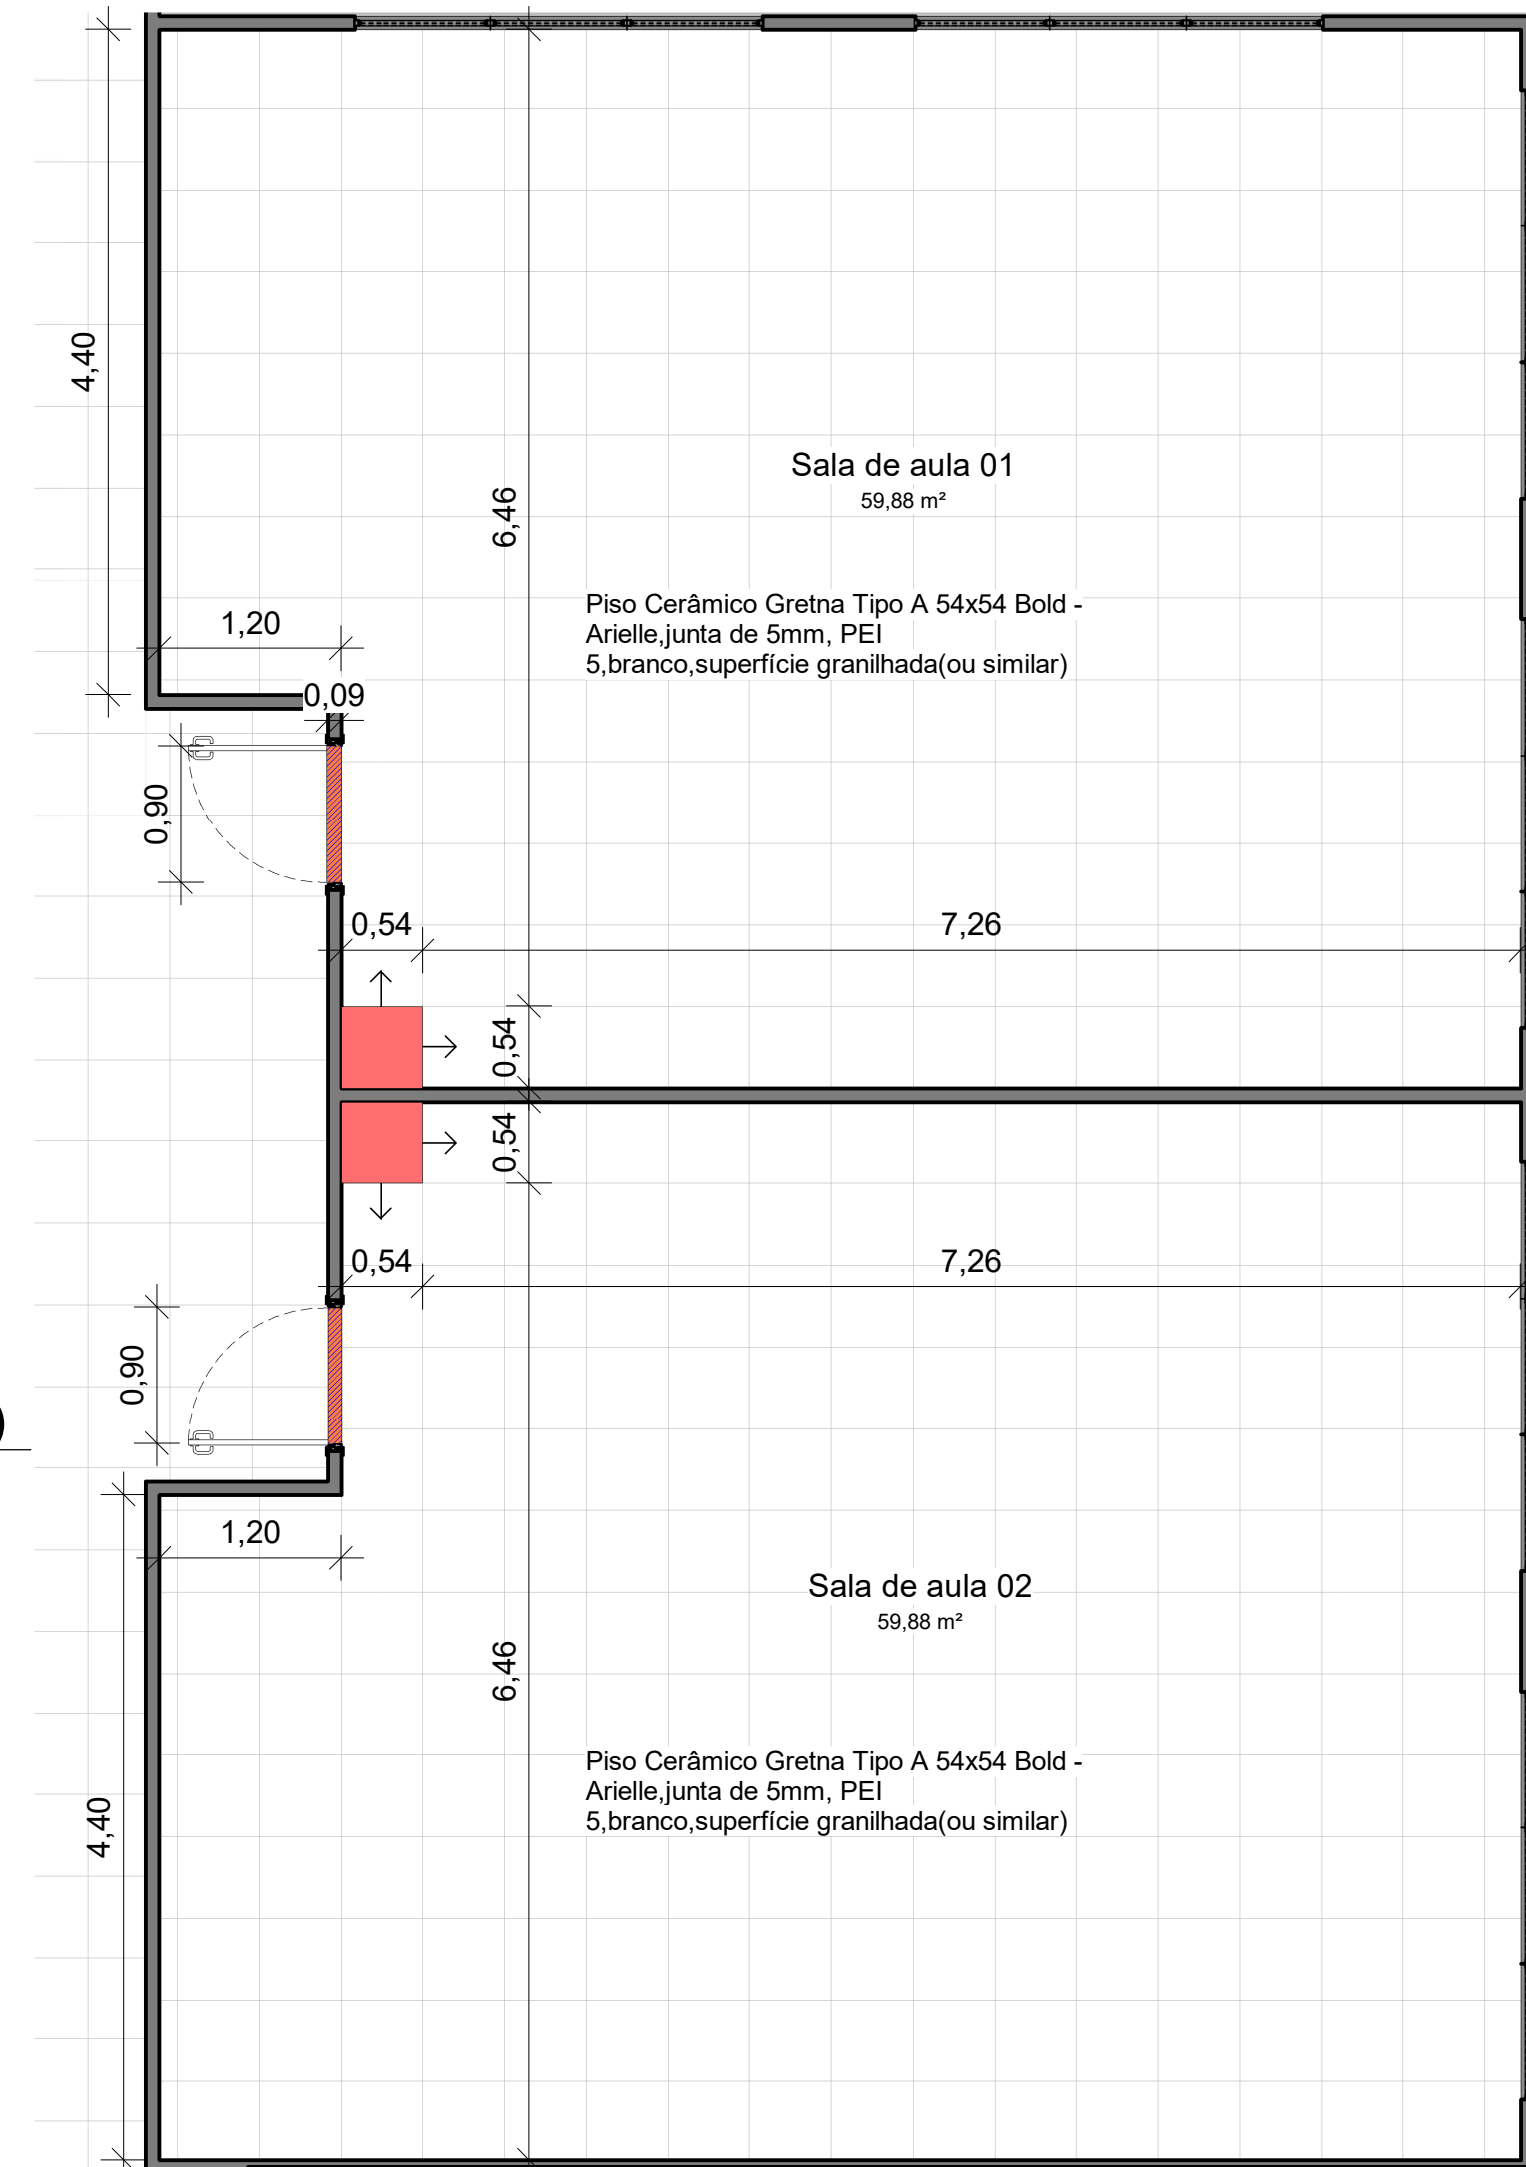 4,40
Sala de aula 01
59,88 m²
6,46
Piso Cerâmico Gretna Tipo A 54x54 Bold -
Arielle,junta de 5mm, PEI
5,branco,superfície granilhada(ou similar)
1,20
0,09
0,90
0,54
7,26
0,54
0,54
0,54
7,26
0,90
1,20
Sala de aula 02
59,88 m²
6,46
Piso Cerâmico Gretna Tipo A 54x54 Bold -
Arielle,junta de 5mm, PEI
5,branco,superfície granilhada(ou similar)
4,40